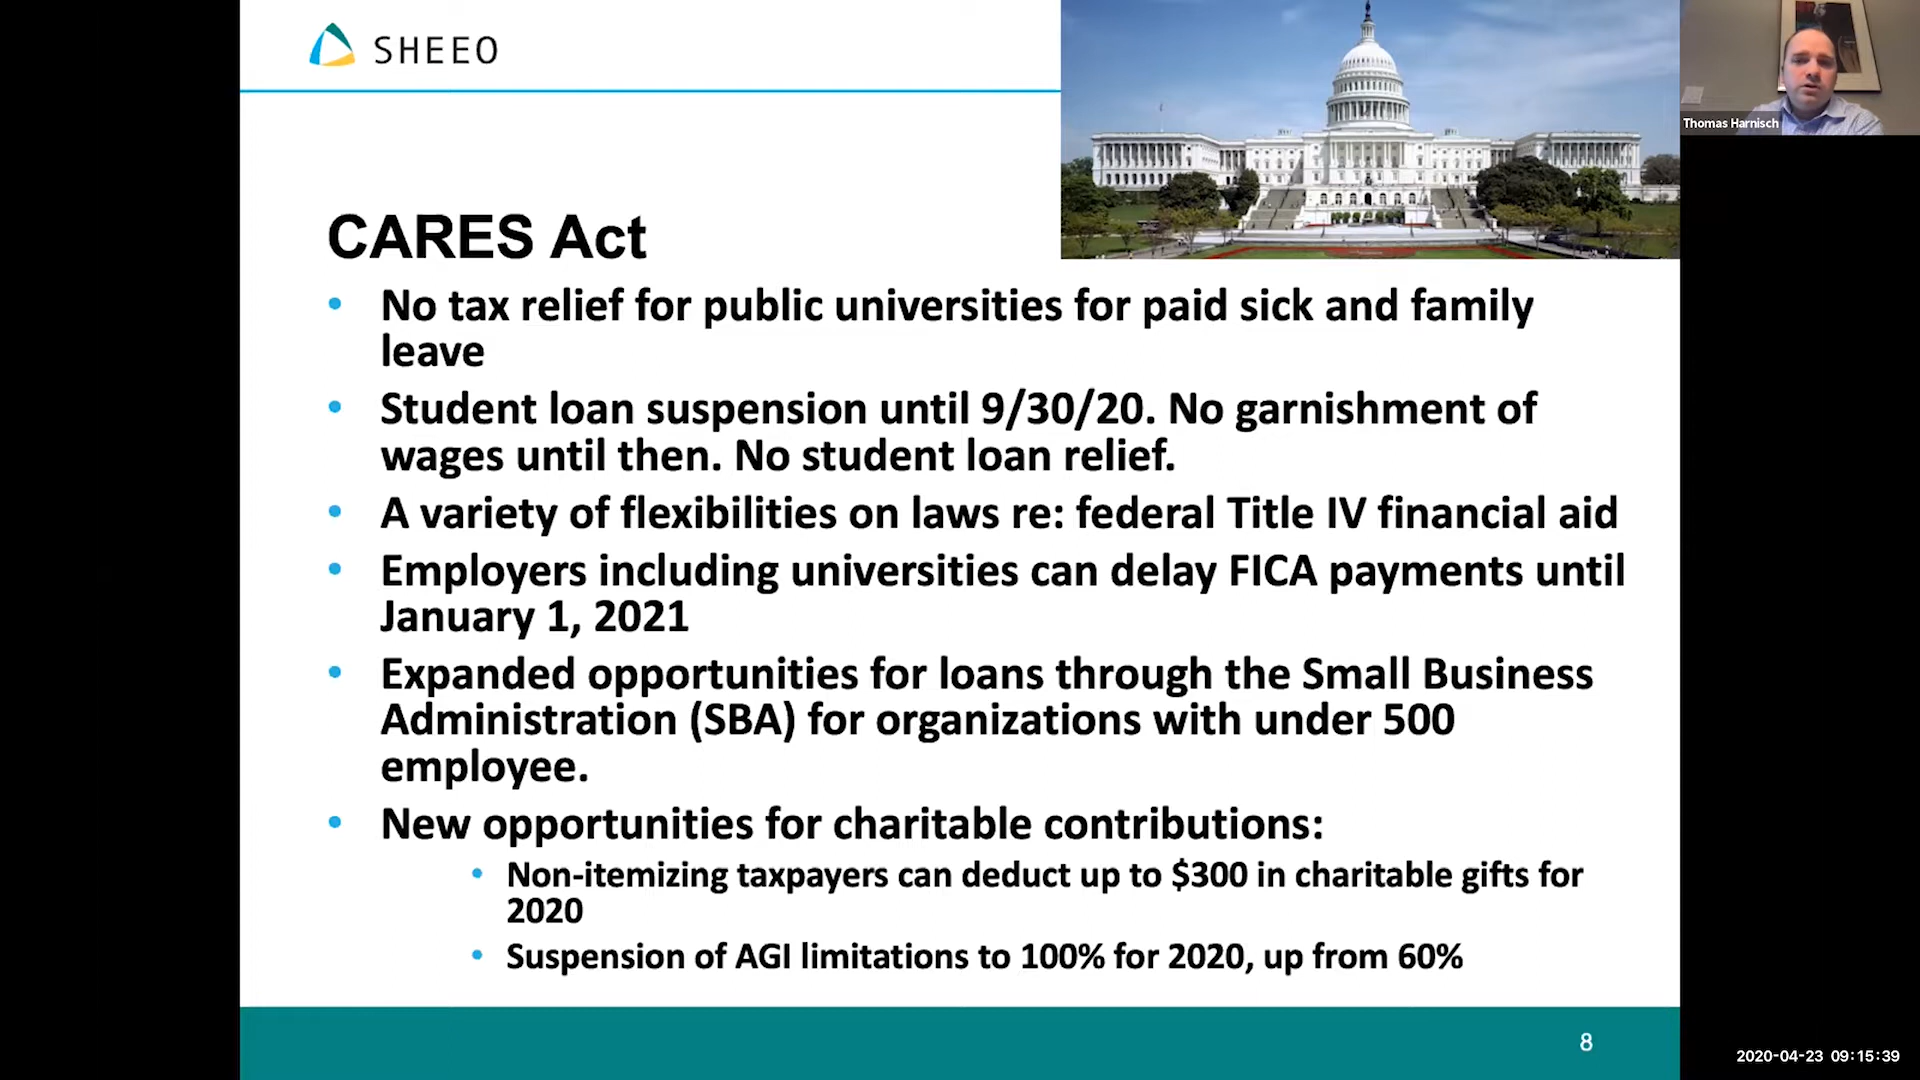 SHEEO
Thomas Harnisch
CARES Act
• No tax relief for public universities for paid sick and family
leave
• Student loan suspension until 9/30/20. No garnishment of
wages until then. No student loan relief.
• A variety of flexibilities on laws re: federal Title IV financial aid
• Employers including universities can delay FICA payments until
January 1, 2021
• Expanded opportunities for loans through the Small Business
Administration (SBA) for organizations with under 500
employee.
• New opportunities for charitable contributions:
• Non-itemizing taxpayers can deduct up to $300 in charitable gifts for
2020
• Suspension of AGI limitations to 100% for 2020, up from 60%
8
2020-04-23 09:15:39